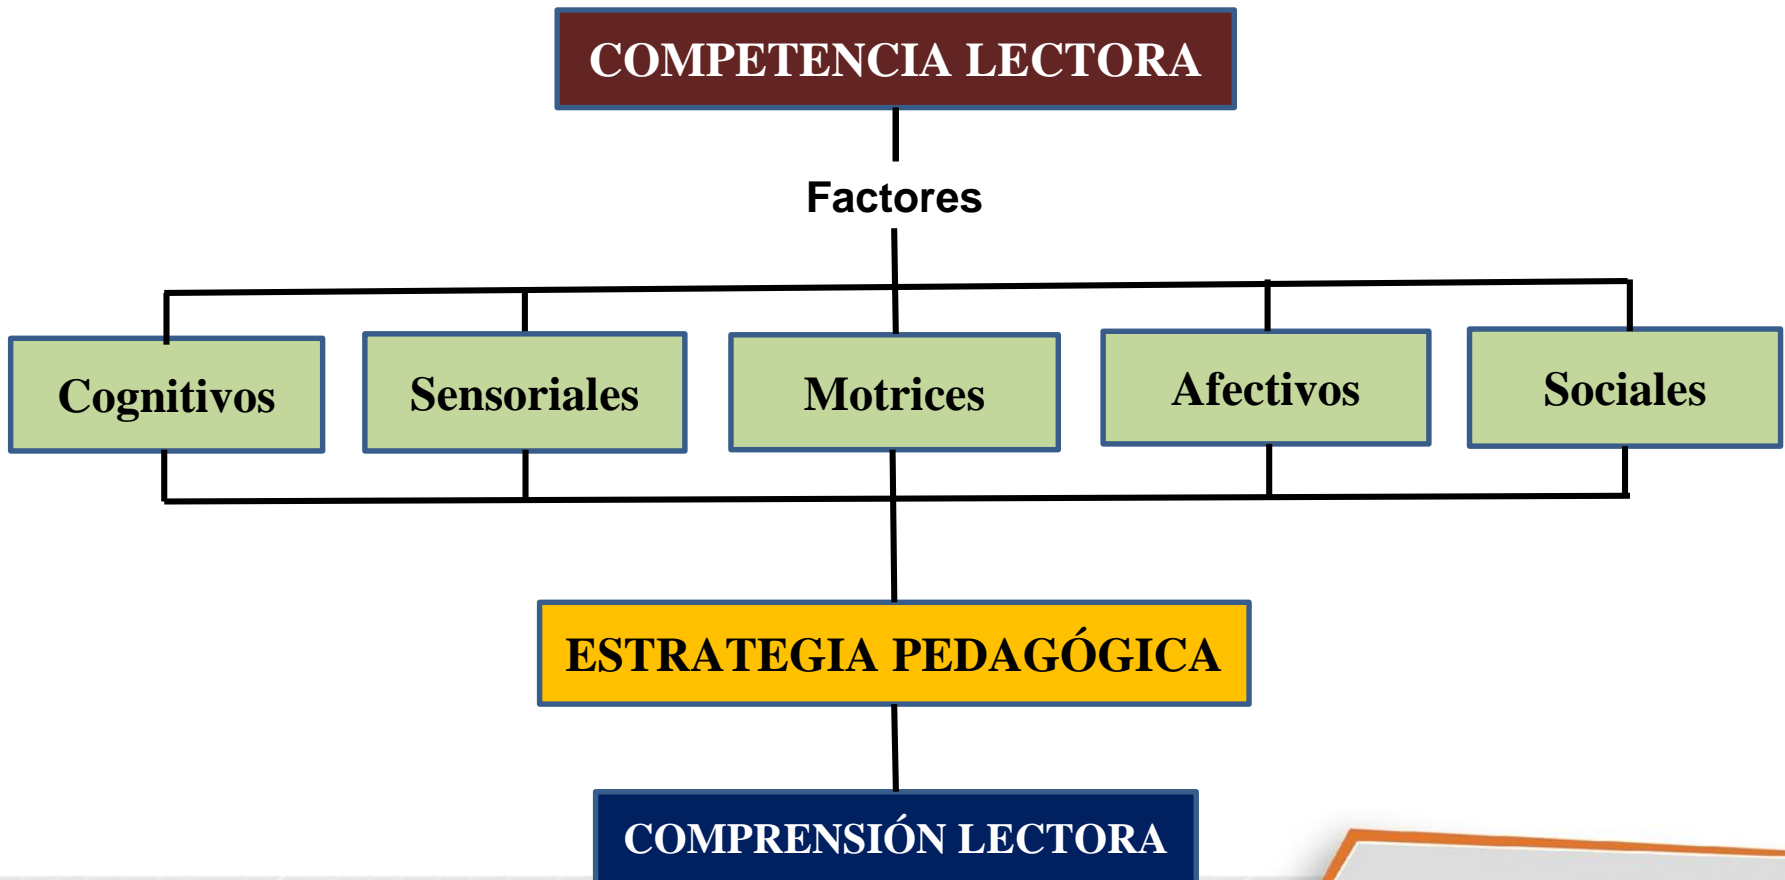 COMPETENCIA LECTORA
Factores
Cognitivos
Sensoriales
Motrices
Afectivos
Sociales
ESTRATEGIA PEDAGÓGICA
COMPRENSIÓN LECTORA